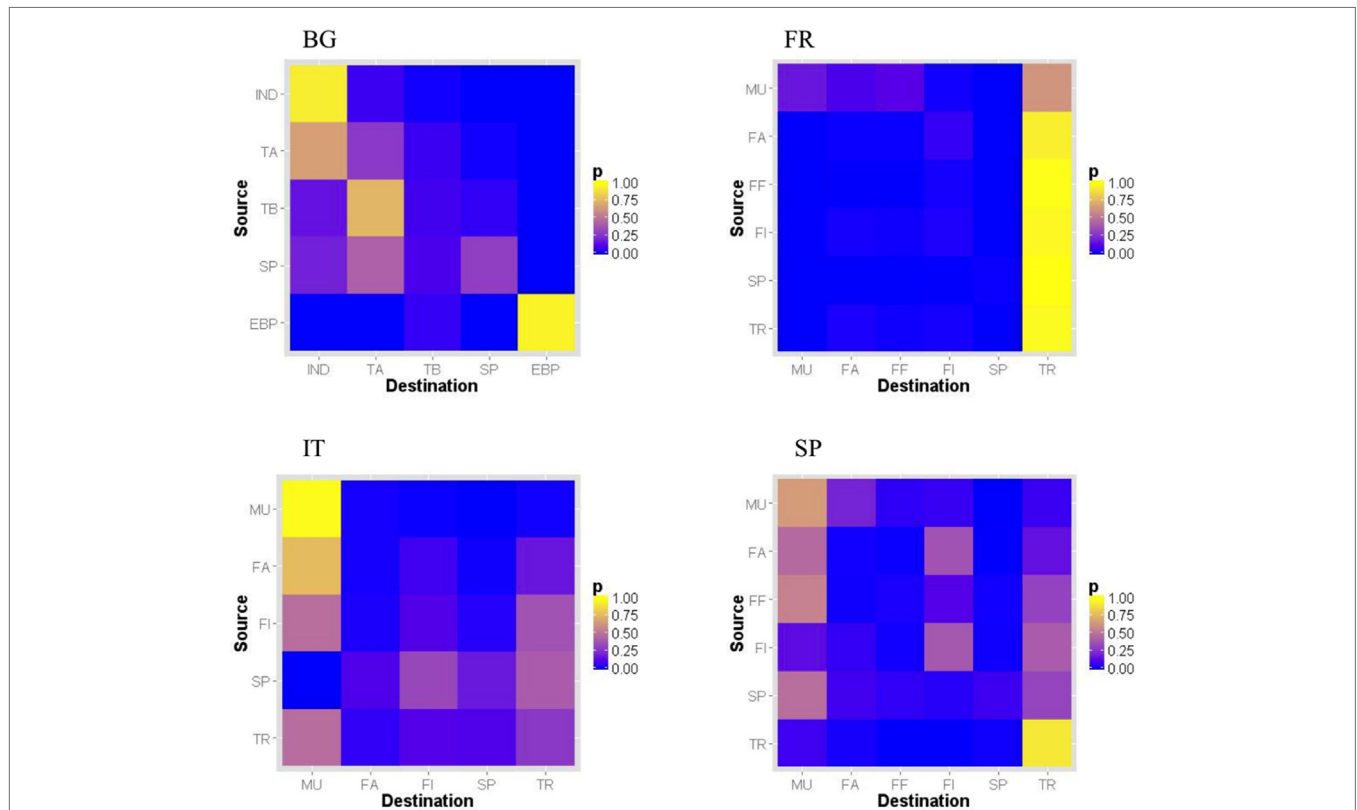 BG
IND
TA
TB
SP
EBP
Source
IND TA TB SP EBP
Destination
p
1.00
0.75
0.50
0.25
0.00
FR
MU
FA
FF
FI
SP
TR
Source
MU FA FF FI SP TR
Destination
p
1.00
0.75
0.50
0.25
0.00
IT
MU
FA
FI
SP
TR
Source
MU FA FI SP TR
Destination
p
1.00
0.75
0.50
0.25
0.00
SP
MU
FA
FF
FI
SP
TR
Source
MU FA FF FI SP TR
Destination
p
1.00
0.75
0.50
0.25
0.00